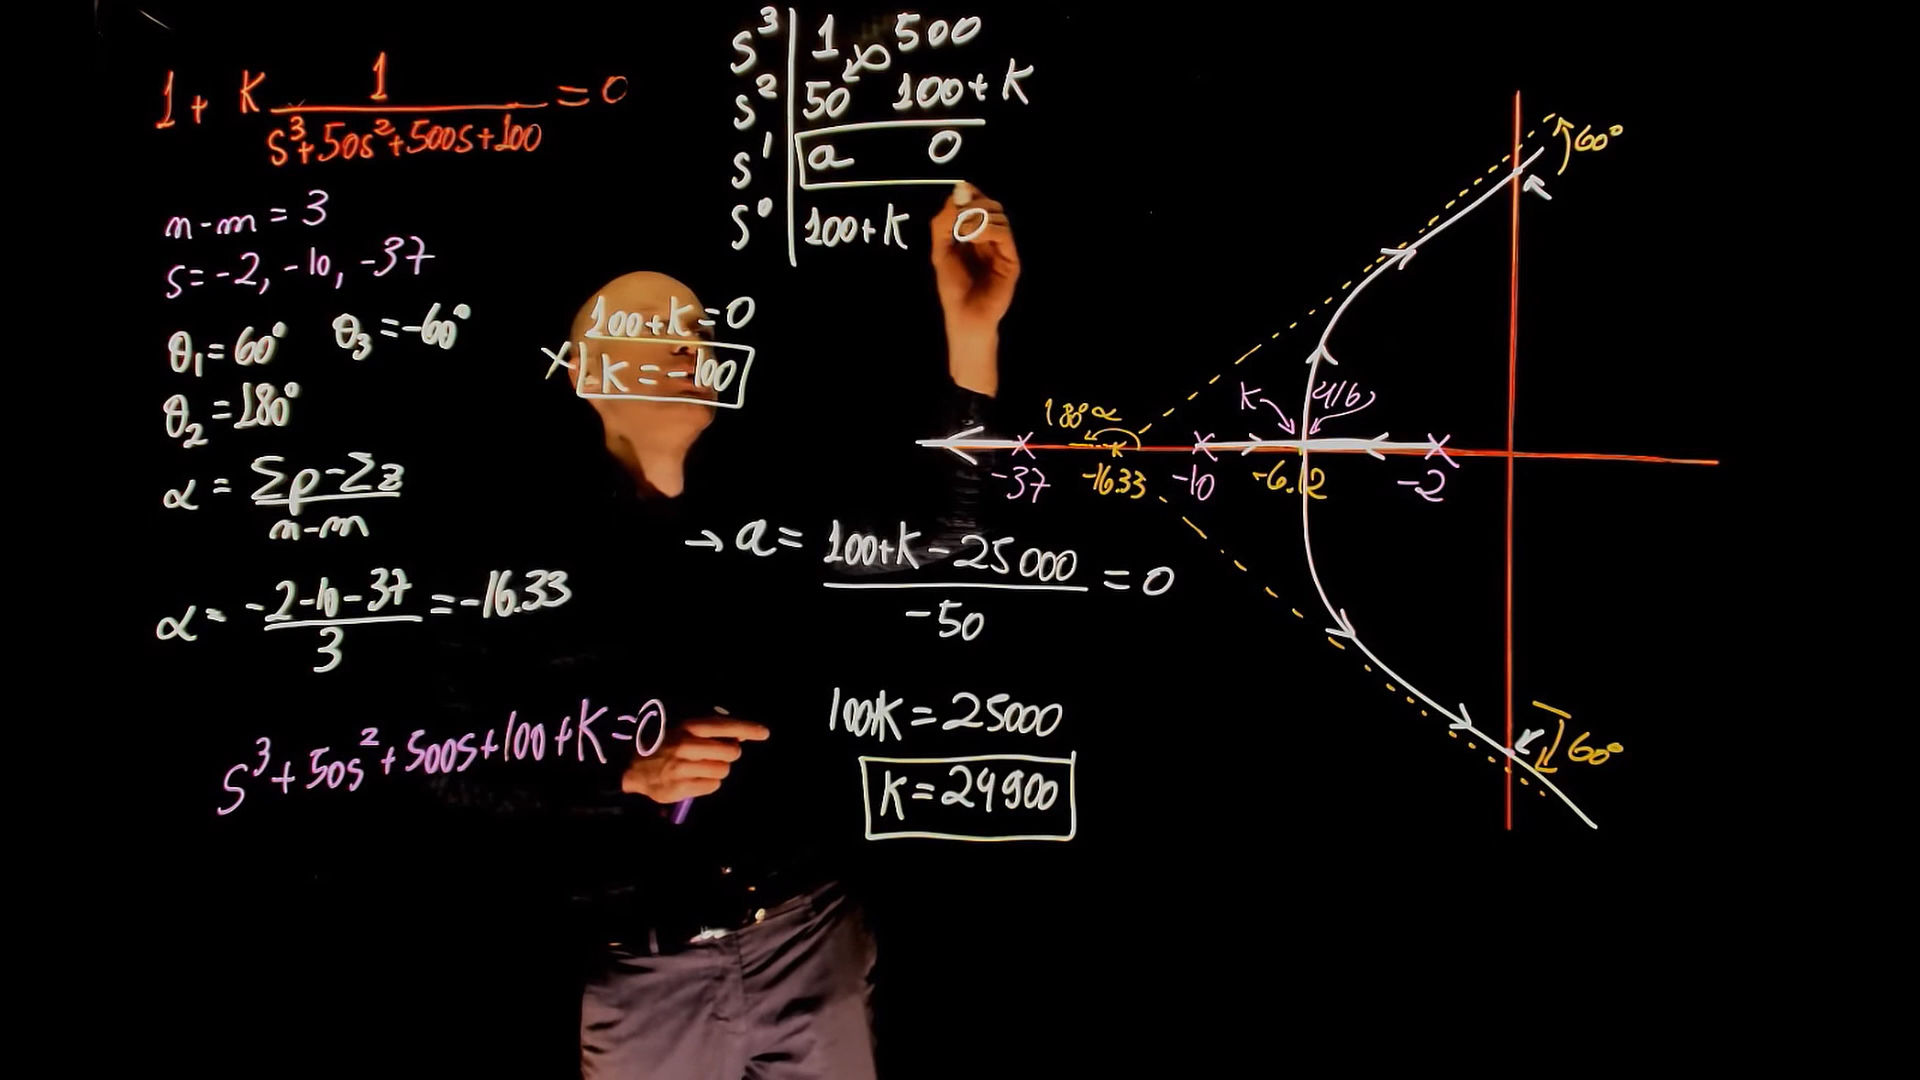 1 + K 1/(s³+50s²+500s+100) = 0
n-m = 3
s = -2, -10, -37
θ₁ = 60° θ₃ = -60°
θ₂ = 180°
α = (Σp-Σz)/(n-m)
α = (-2-10-37)/3 = -16.33
s³+50s²+500s+100+K=0
s³ | 1 500
s² | 50 100+K
s¹ | a 0
s⁰ | 100+K 0
100+K=0
X K=-100
→ a = (100+K-25000)/(-50) = 0
100+K = 25000
K = 24900
60°
K
180° α
-37 -16.33 -10 -6.12 -2
60°